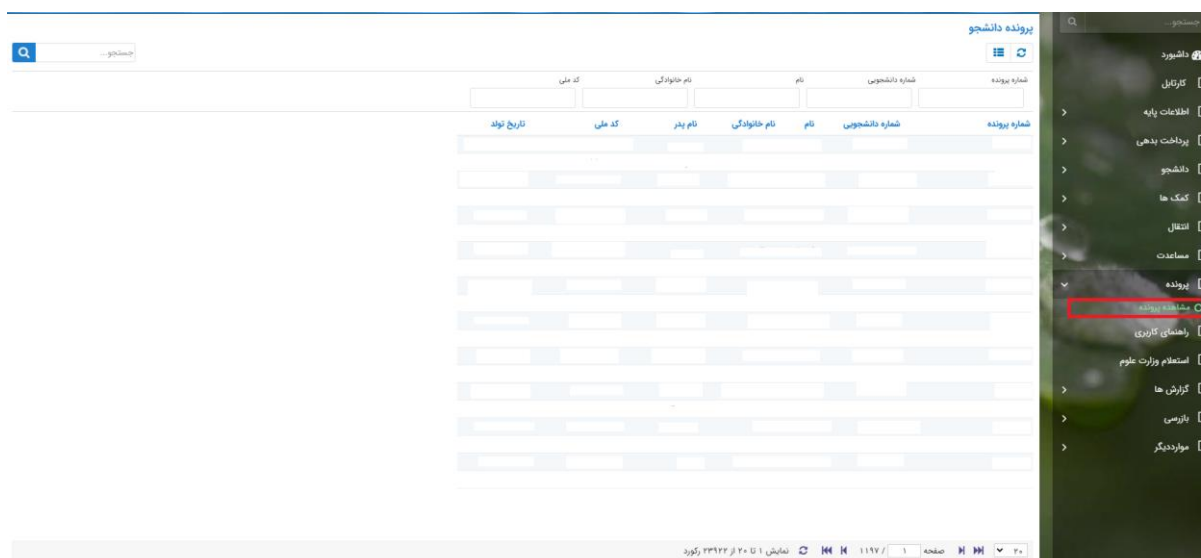 جستجو...
داشبورد
کارتابل
اطلاعات پایه
پرداخت بدهی
دانشجو
کمک ها
انتقال
مساعدت
پرونده
مشاهده پرونده
راهنمای کاربری
استعلام وزارت علوم
گزارش ها
بازرسی
مواردديگر
پرونده دانشجو
جستجو...
شماره پرونده شماره دانشجویی نام نام خانوادگی کد ملی
شماره پرونده شماره دانشجویی نام نام خانوادگی نام پدر کد ملی تاریخ تولد
۲۰ صفحه ۱ / ۱۱۹۷ نمایش ۱ تا ۲۰ از ۲۳۹۲۲ رکورد